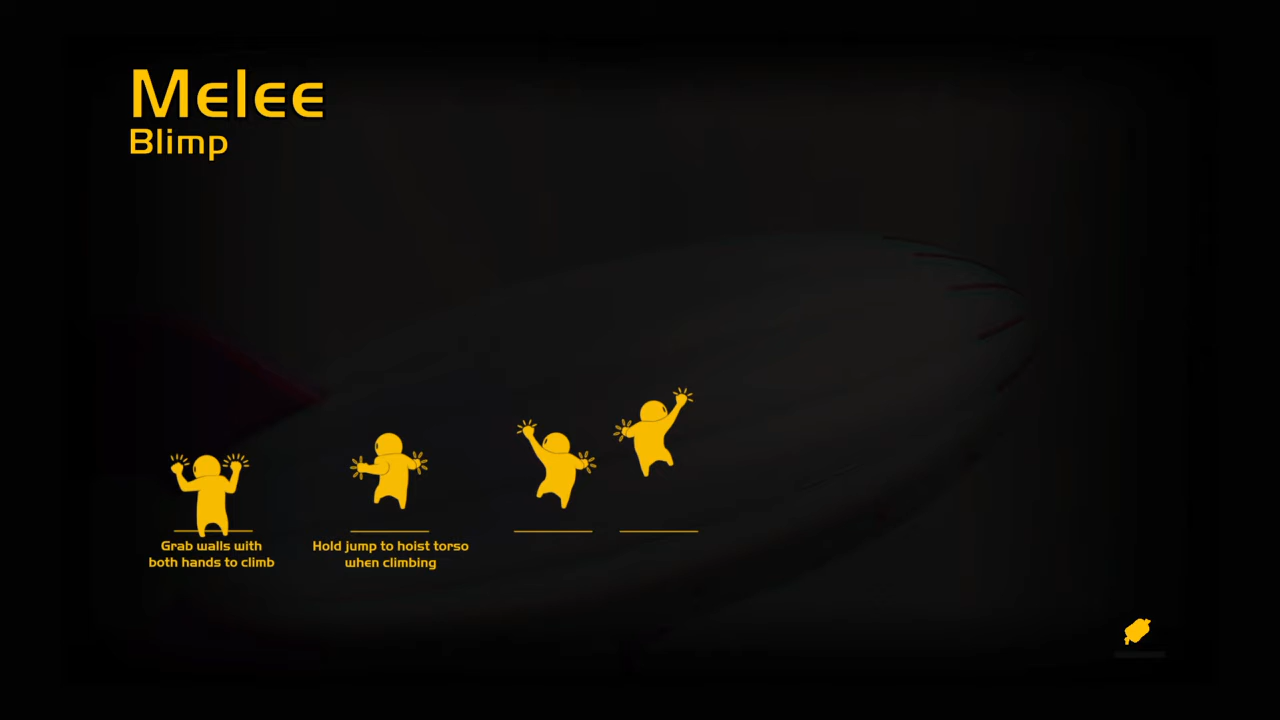 Melee
Blimp
Grab walls with
both hands to climb
Hold jump to hoist torso
when climbing